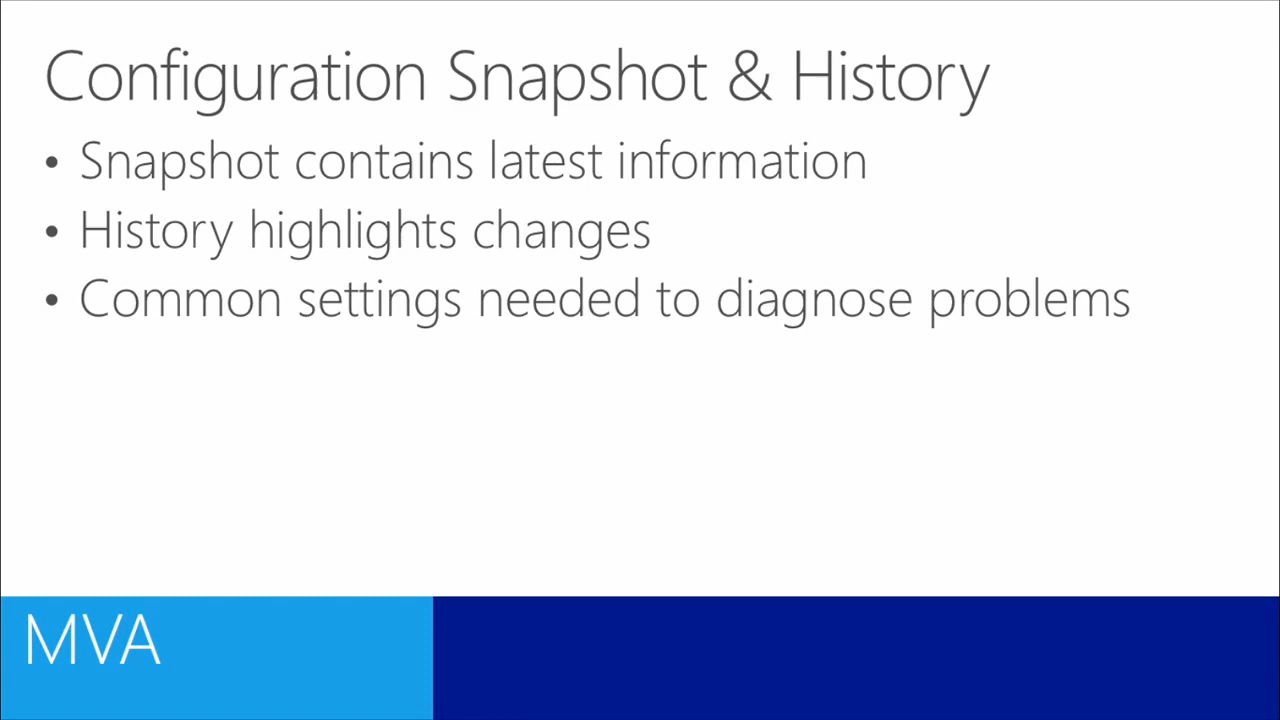 Configuration Snapshot & History
• Snapshot contains latest information
• History highlights changes
• Common settings needed to diagnose problems
MVA